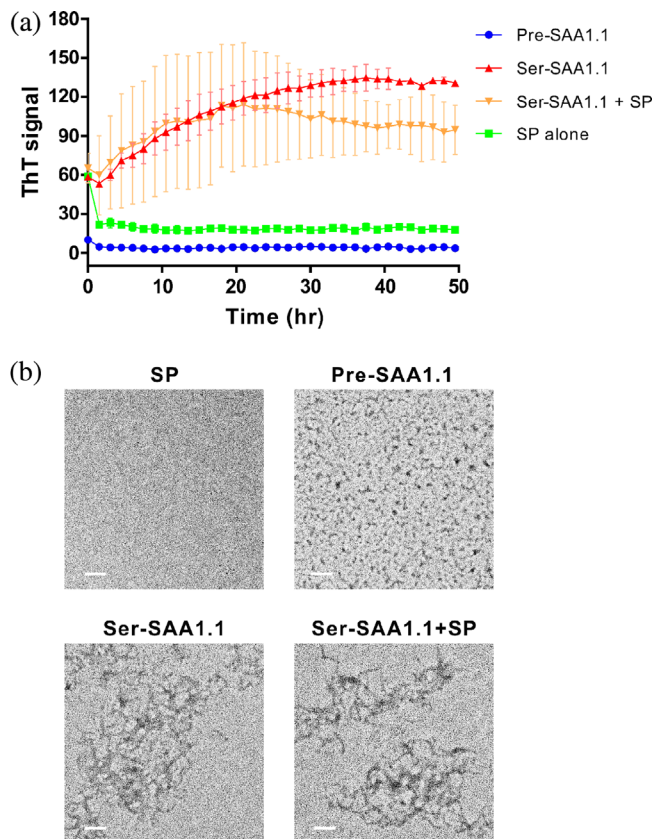 (a)
180
150
120
90
60
30
0
ThT signal
0 10 20 30 40 50
Time (hr)
Pre-SAA1.1
Ser-SAA1.1
Ser-SAA1.1 + SP
SP alone
(b)
SP Pre-SAA1.1
Ser-SAA1.1 Ser-SAA1.1+SP